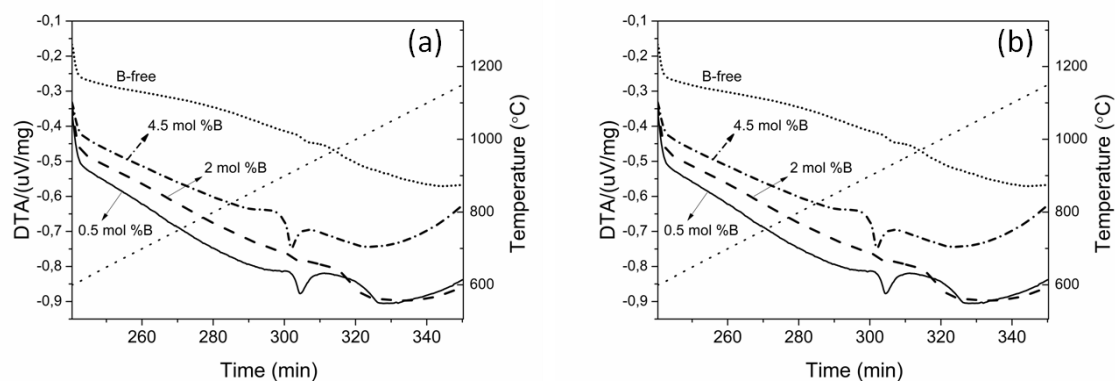 (a)
DTA/(uV/mg)
-0,1
-0,2
-0,3
-0,4
-0,5
-0,6
-0,7
-0,8
-0,9
B-free
4.5 mol %B
2 mol %B
0.5 mol %B
1200
1000
800
600
Temperature (°C)
260 280 300 320 340
Time (min)
(b)
DTA/(uV/mg)
-0,1
-0,2
-0,3
-0,4
-0,5
-0,6
-0,7
-0,8
-0,9
B-free
4.5 mol %B
2 mol %B
0.5 mol %B
1200
1000
800
600
Temperature (°C)
260 280 300 320 340
Time (min)